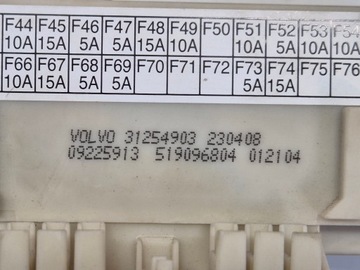 F44 F45 F46 F47 F48 F49 F50 F51 F52 F53 F54
10A 15A 5A 5A 15A 10A 10A 5A 10A 10A
F66 F67 F68 F69 F70 F71 F72 F73 F74 F75 F76
10A 15A 5A 5A 5A 15A
VOLVO 31254903 230408
09225913 519096804 012104